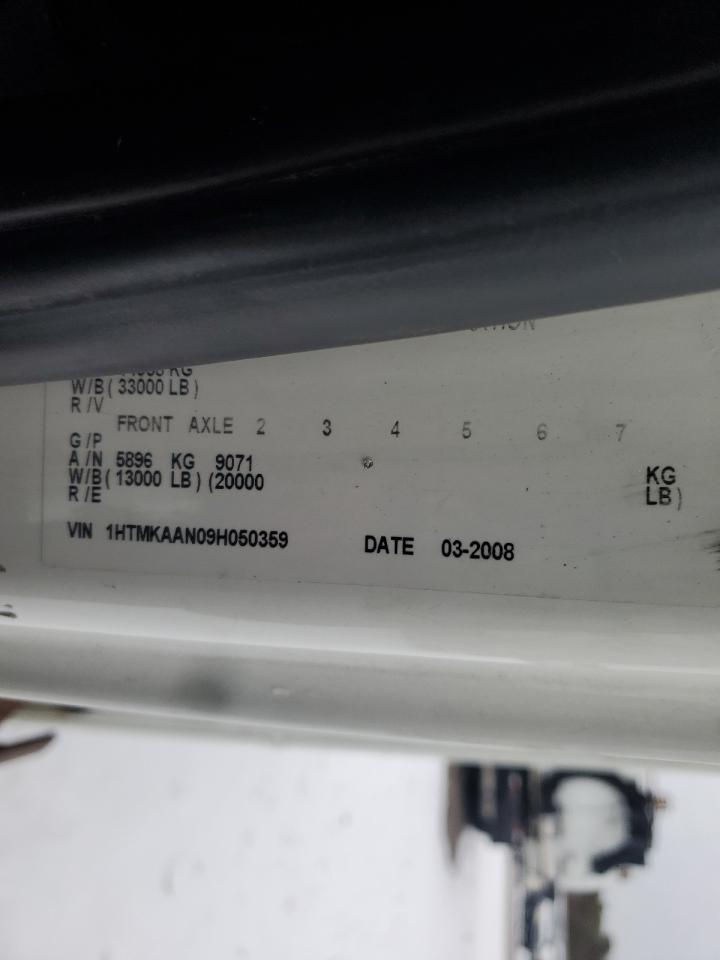 W/B( 33000 LB )
R /V
FRONT AXLE 2 3 4 5 6 7
G /P
A /N 5896 KG 9071 KG
W/B( 13000 LB ) (20000 LB )
R /E
VIN 1HTMKAAN09H050359 DATE 03-2008